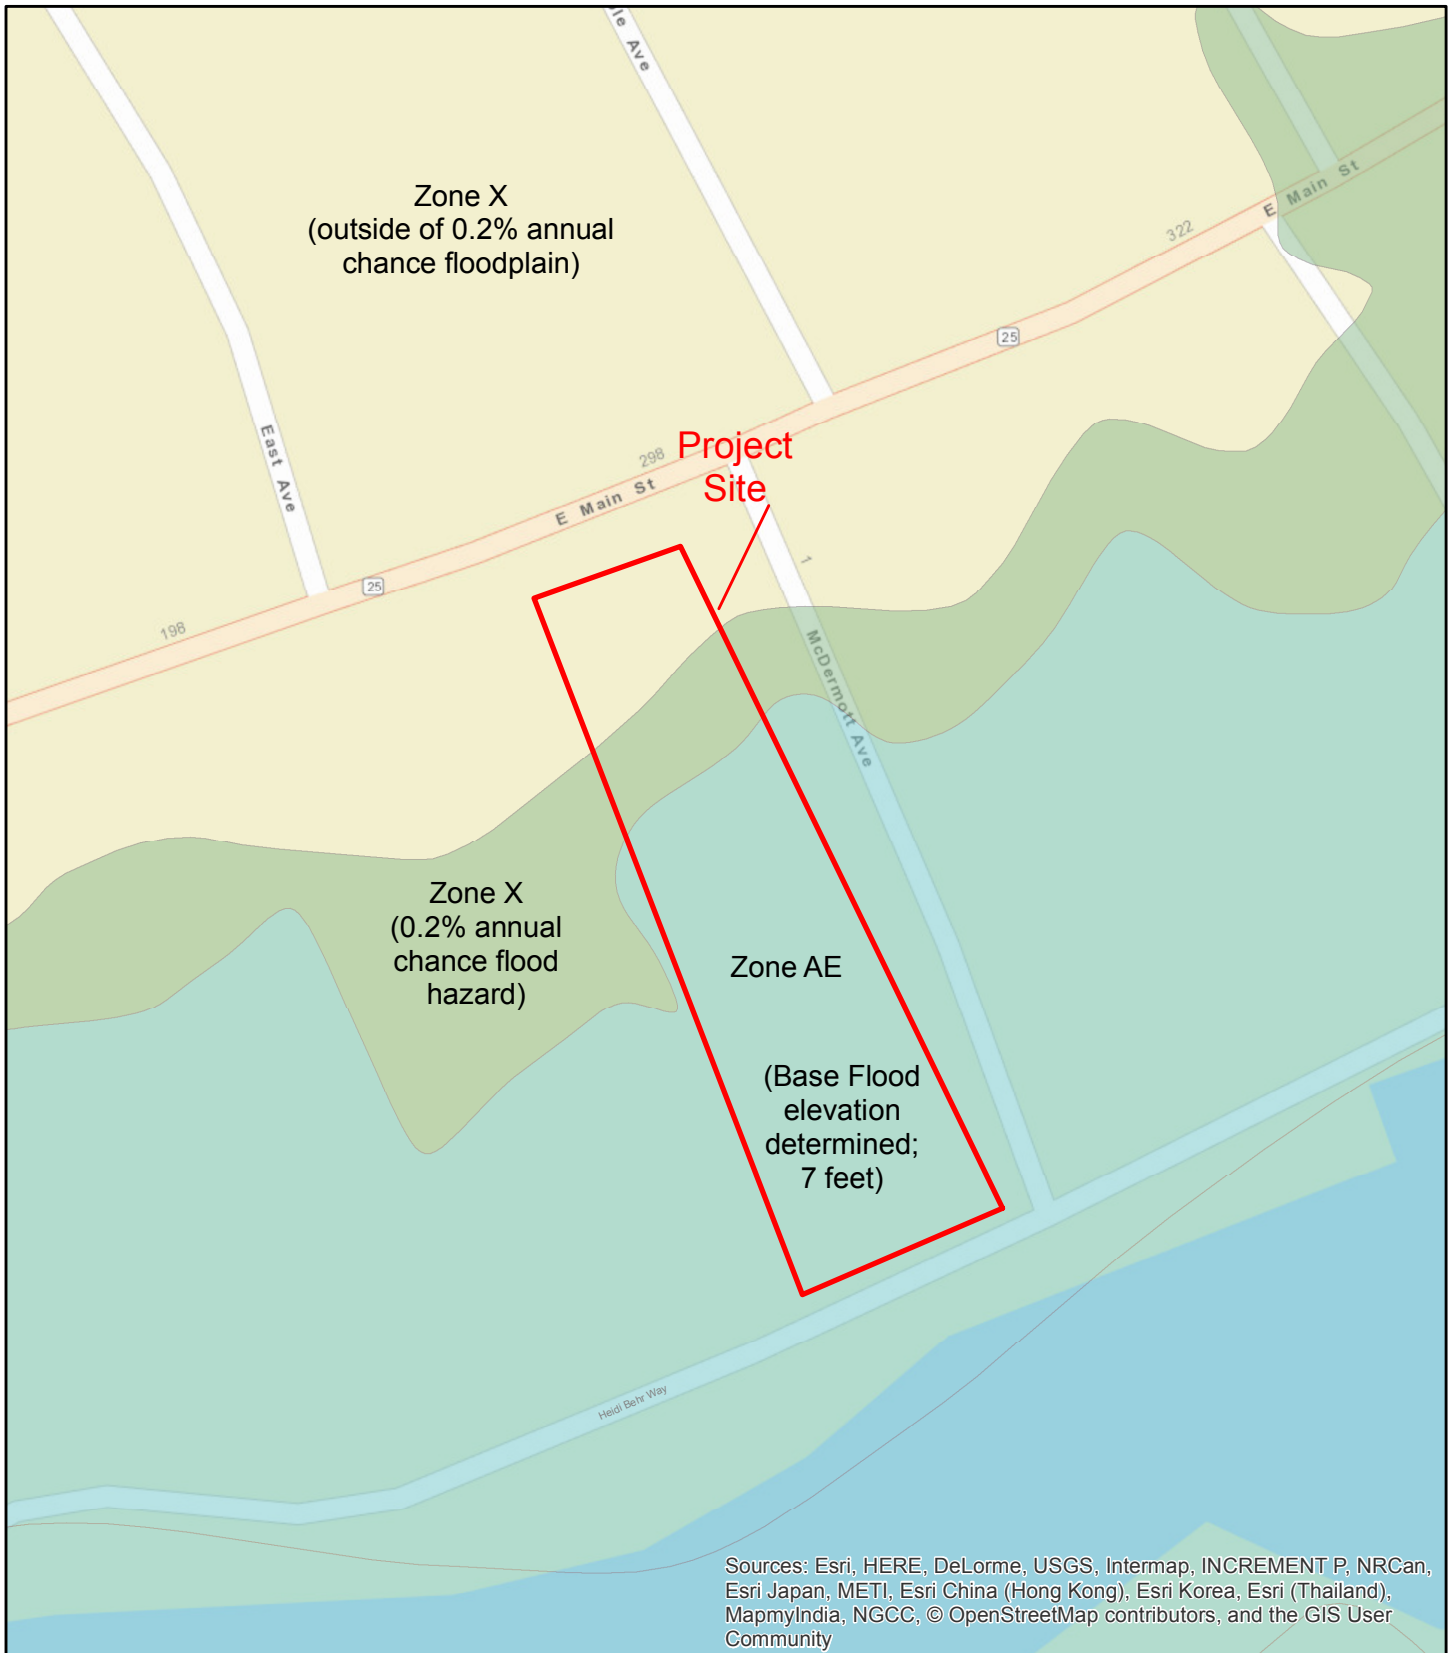 Ave
Zone X
(outside of 0.2% annual
chance floodplain)
E Main St
322
25
East Ave
298
Project
Site
E Main St
1
25
198
McDermott Ave
Zone X
(0.2% annual
chance flood
hazard)
Zone AE
(Base Flood
elevation
determined;
7 feet)
Heidi Behr Way
Sources: Esri, HERE, DeLorme, USGS, Intermap, INCREMENT P, NRCan,
Esri Japan, METI, Esri China (Hong Kong), Esri Korea, Esri (Thailand),
MapmyIndia, NGCC, © OpenStreetMap contributors, and the GIS User
Community